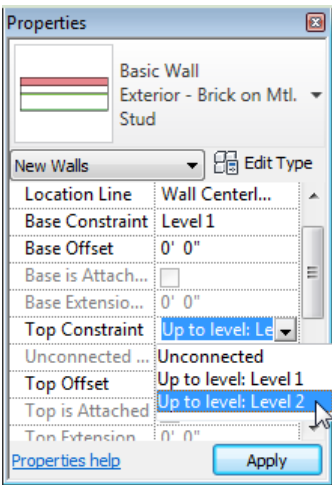 Properties
Basic Wall
Exterior - Brick on Mtl.
Stud
New Walls Edit Type
Location Line Wall Centerl...
Base Constraint Level 1
Base Offset 0' 0"
Base is Attach...
Base Extensio... 0' 0"
Top Constraint Up to level: Le
Unconnected ... Unconnected
Up to level: Level 1
Top Offset
Up to level: Level 2
Top is Attached
Top Extension 0' 0"
Properties help Apply